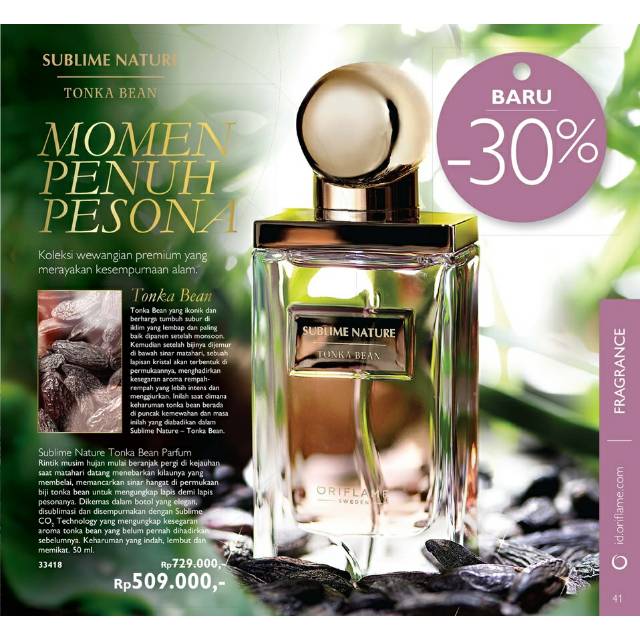 SUBLIME NATURE
TONKA BEAN
MOMEN
PENUH
PESONA
Koleksi wewangian premium yang
merayakan kesempurnaan alam.
Tonka Bean
Tonka Bean yang ikonik dan
berharga tumbuh subur di
iklim yang lembap dan paling
baik dipanen setelah monsoon.
Kemudian setelah bijinya dijemur
di bawah sinar matahari, sebuah
lapisan kristal akan terbentuk di
permukaannya, menghadirkan
kesegaran aroma rempah-
rempah yang lebih intens dan
menggiurkan. Inilah saat dimana
keharuman tonka bean berada
di puncak kemewahan dan masa
inilah yang diabadikan dalam
Sublime Nature – Tonka Bean.
Sublime Nature Tonka Bean Parfum
Rintik musim hujan mulai beranjak pergi di kejauhan
saat matahari datang menebarkan kilaunya yang
membelai, memancarkan sinar hangat di permukaan
biji tonka bean untuk mengungkap lapis demi lapis
pesonanya. Dikemas dalam botol yang elegan,
disublimasi dan disempurnakan dengan Sublime
CO₂ Technology yang mengungkap kesegaran
aroma tonka bean yang belum pernah dihadirkan
sebelumnya. Keharuman yang indah, lembut dan
memikat. 50 ml.
33418
Rp729.000,-
Rp509.000,-
BARU
-30%
SUBLIME NATURE
TONKA BEAN
ORIFLAME
SWEDEN
FRAGRANCE
id.oriflame.com
41